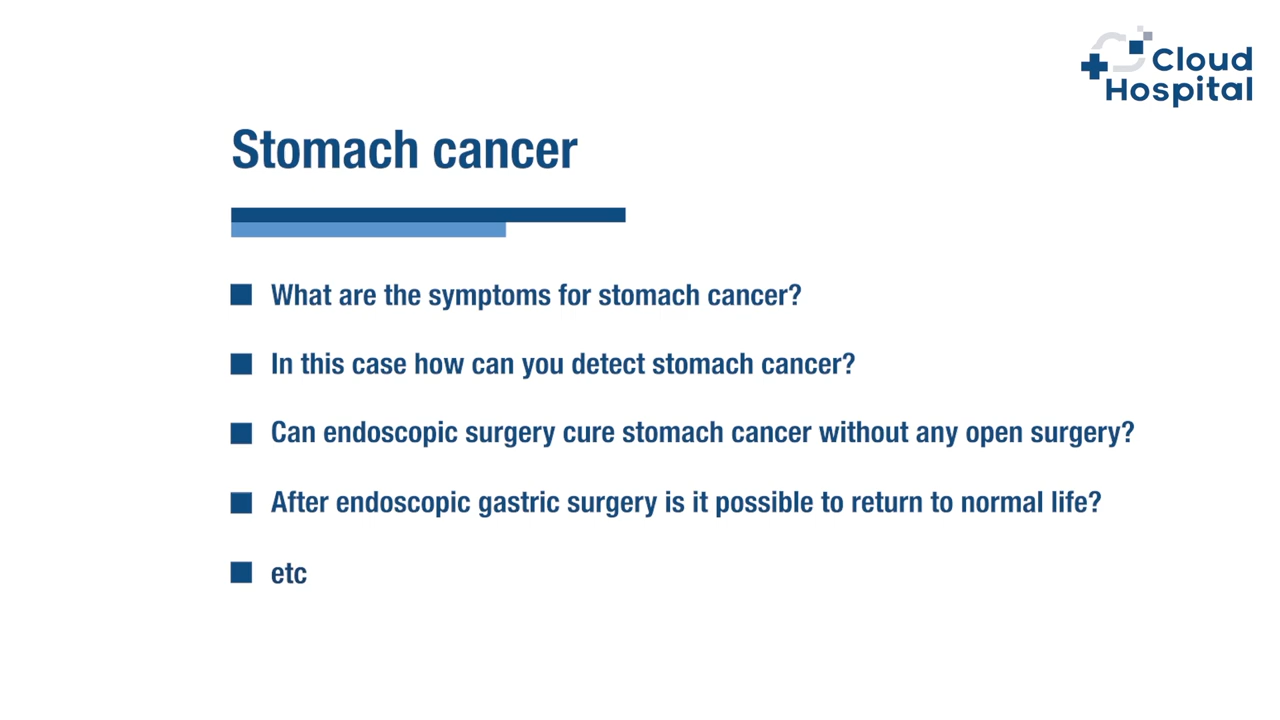 Cloud
Hospital
Stomach cancer
What are the symptoms for stomach cancer?
In this case how can you detect stomach cancer?
Can endoscopic surgery cure stomach cancer without any open surgery?
After endoscopic gastric surgery is it possible to return to normal life?
etc